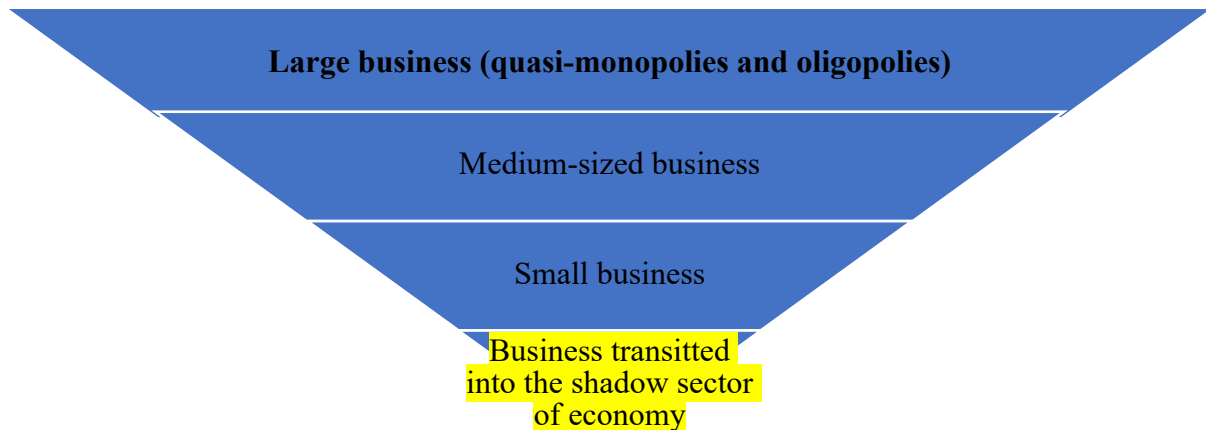 Large business (quasi-monopolies and oligopolies)
Medium-sized business
Small business
Business transitted
into the shadow sector
of economy